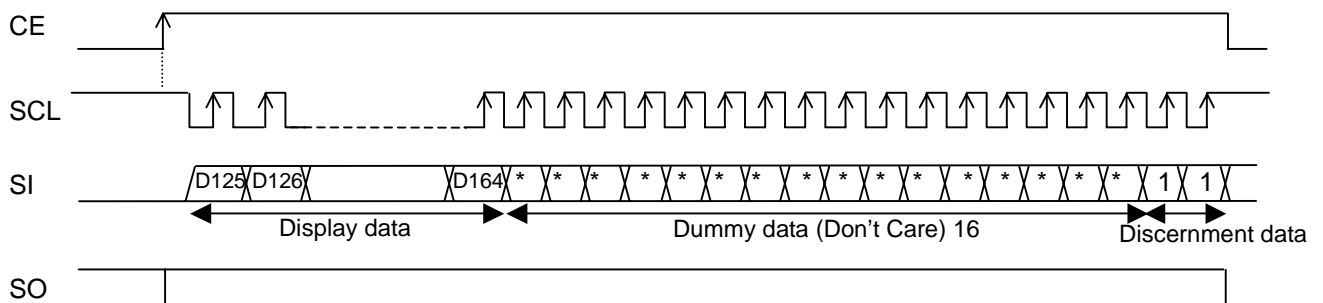 CE
SCL
SI D125 D126 D164 * * * * * * * * * * * * * * * * 1 1
Display data Dummy data (Don't Care) 16 Discernment data
SO